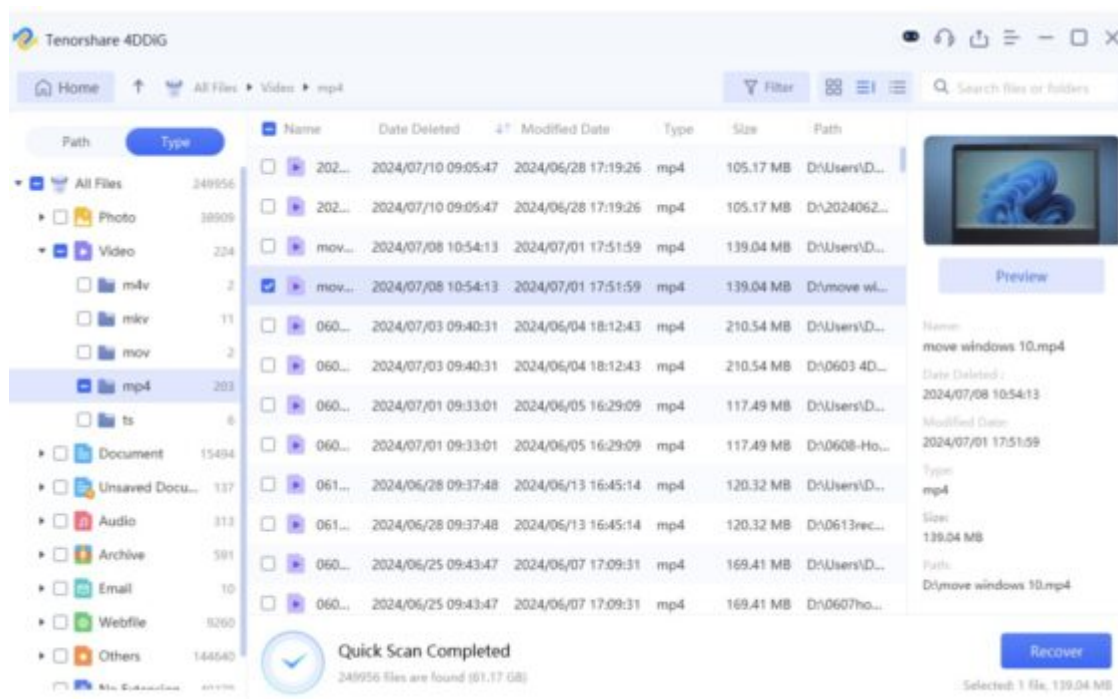 Tenorshare 4DDiG
Home All Files Video mp4 Filter Search files or folders
Path Type
All Files 249956
Photo 38909
Video 224
m4v 2
mkv 11
mov 2
mp4 203
ts 6
Document 15494
Unsaved Docu... 137
Audio 313
Archive 591
Email 10
Webfile 9260
Others 144640
No Extension
Name Date Deleted Modified Date Type Size Path
202... 2024/07/10 09:05:47 2024/06/28 17:19:26 mp4 105.17 MB D:\Users\D...
202... 2024/07/10 09:05:47 2024/06/28 17:19:26 mp4 105.17 MB D:\2024062...
mov... 2024/07/08 10:54:13 2024/07/01 17:51:59 mp4 139.04 MB D:\Users\D...
mov... 2024/07/08 10:54:13 2024/07/01 17:51:59 mp4 139.04 MB D:\move wi...
060... 2024/07/03 09:40:31 2024/06/04 18:12:43 mp4 210.54 MB D:\Users\D...
060... 2024/07/03 09:40:31 2024/06/04 18:12:43 mp4 210.54 MB D:\0603 4D...
060... 2024/07/01 09:33:01 2024/06/05 16:29:09 mp4 117.49 MB D:\Users\D...
060... 2024/07/01 09:33:01 2024/06/05 16:29:09 mp4 117.49 MB D:\0608-Ho...
061... 2024/06/28 09:37:48 2024/06/13 16:45:14 mp4 120.32 MB D:\Users\D...
061... 2024/06/28 09:37:48 2024/06/13 16:45:14 mp4 120.32 MB D:\0613rec...
060... 2024/06/25 09:43:47 2024/06/07 17:09:31 mp4 169.41 MB D:\Users\D...
060... 2024/06/25 09:43:47 2024/06/07 17:09:31 mp4 169.41 MB D:\0607ho...
Preview
Name:
move windows 10.mp4
Date Deleted :
2024/07/08 10:54:13
Modified Date:
2024/07/01 17:51:59
Type:
mp4
Size:
139.04 MB
Path:
D:\move windows 10.mp4
Quick Scan Completed
249956 files are found (61.17 GB)
Recover
Selected: 1 file, 139.04 MB